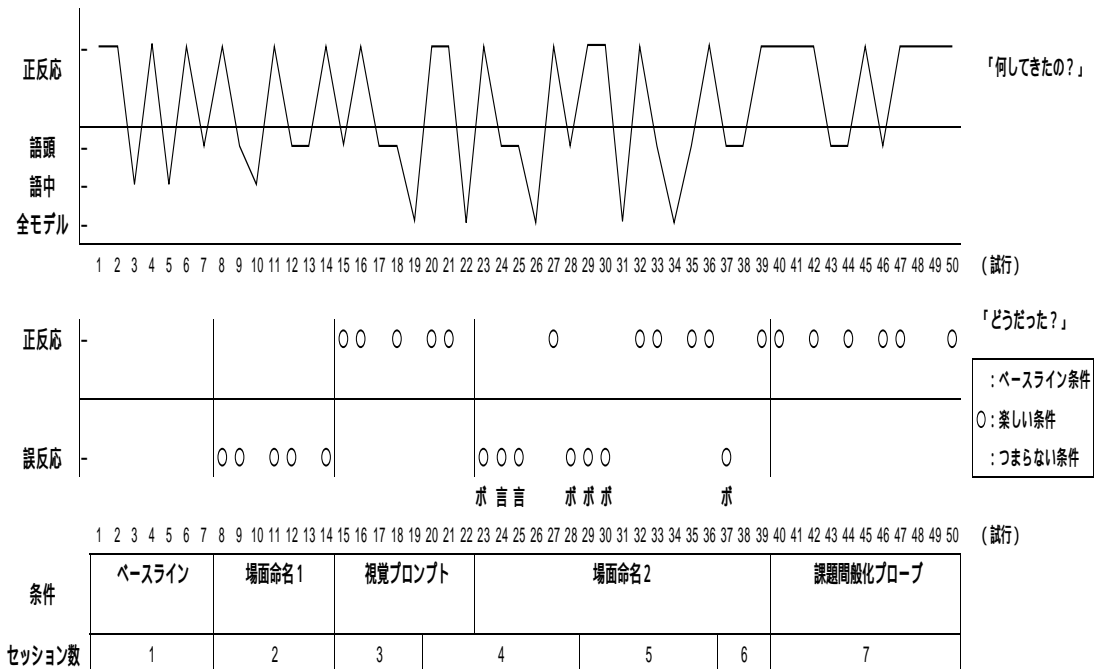 正反応
語頭
語中
全モデル
「何してきたの？」
1 2 3 4 5 6 7 8 9 10 11 12 13 14 15 16 17 18 19 20 21 22 23 24 25 26 27 28 29 30 31 32 33 34 35 36 37 38 39 40 41 42 43 44 45 46 47 48 49 50 (試行)
「どうだった？」
正反応
誤反応
：ベースライン条件
○：楽しい条件
：つまらない条件
ボ 言 言 ボ ボ ボ ボ
1 2 3 4 5 6 7 8 9 10 11 12 13 14 15 16 17 18 19 20 21 22 23 24 25 26 27 28 29 30 31 32 33 34 35 36 37 38 39 40 41 42 43 44 45 46 47 48 49 50 (試行)
条件 ベースライン 場面命名1 視覚プロンプト 場面命名2 課題間般化プローブ
セッション数 1 2 3 4 5 6 7